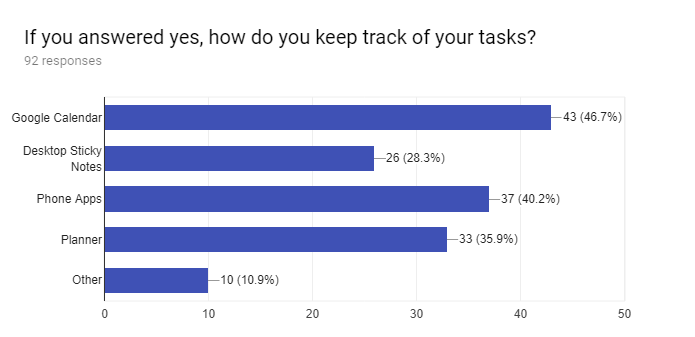 If you answered yes, how do you keep track of your tasks?
92 responses
Google Calendar
43 (46.7%)
Desktop Sticky
Notes
26 (28.3%)
Phone Apps
37 (40.2%)
Planner
33 (35.9%)
Other
10 (10.9%)
0 10 20 30 40 50